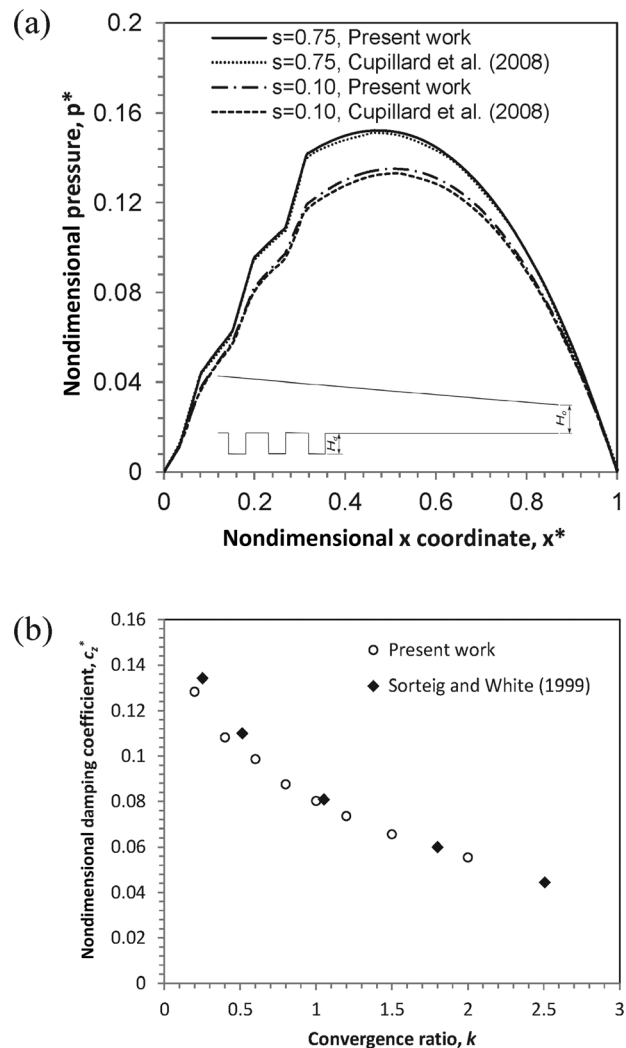 (a)
Nondimensional pressure, p*
0.2
0.16
0.12
0.08
0.04
0
s=0.75, Present work
s=0.75, Cupillard et al. (2008)
s=0.10, Present work
s=0.10, Cupillard et al. (2008)
H_d
H_o
0 0.2 0.4 0.6 0.8 1
Nondimensional x coordinate, x*
(b)
Nondimensional damping coefficient, c_z*
0.16
0.14
0.12
0.1
0.08
0.06
0.04
0.02
0
Present work
Sorteig and White (1999)
0 0.5 1 1.5 2 2.5 3
Convergence ratio, k